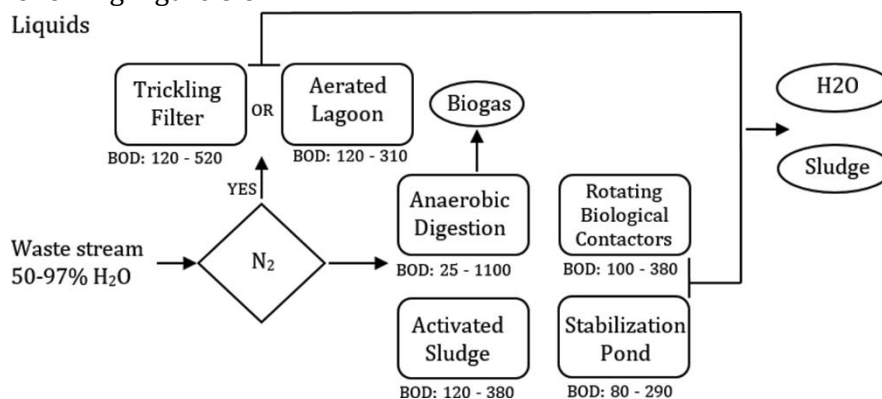 Liquids
Trickling
Filter
OR
Aerated
Lagoon
BOD: 120 - 520
BOD: 120 - 310
Biogas
H2O
Sludge
YES
Waste stream
50-97% H₂O
N₂
Anaerobic
Digestion
BOD: 25 - 1100
Rotating
Biological
Contactors
BOD: 100 - 380
Activated
Sludge
BOD: 120 - 380
Stabilization
Pond
BOD: 80 - 290